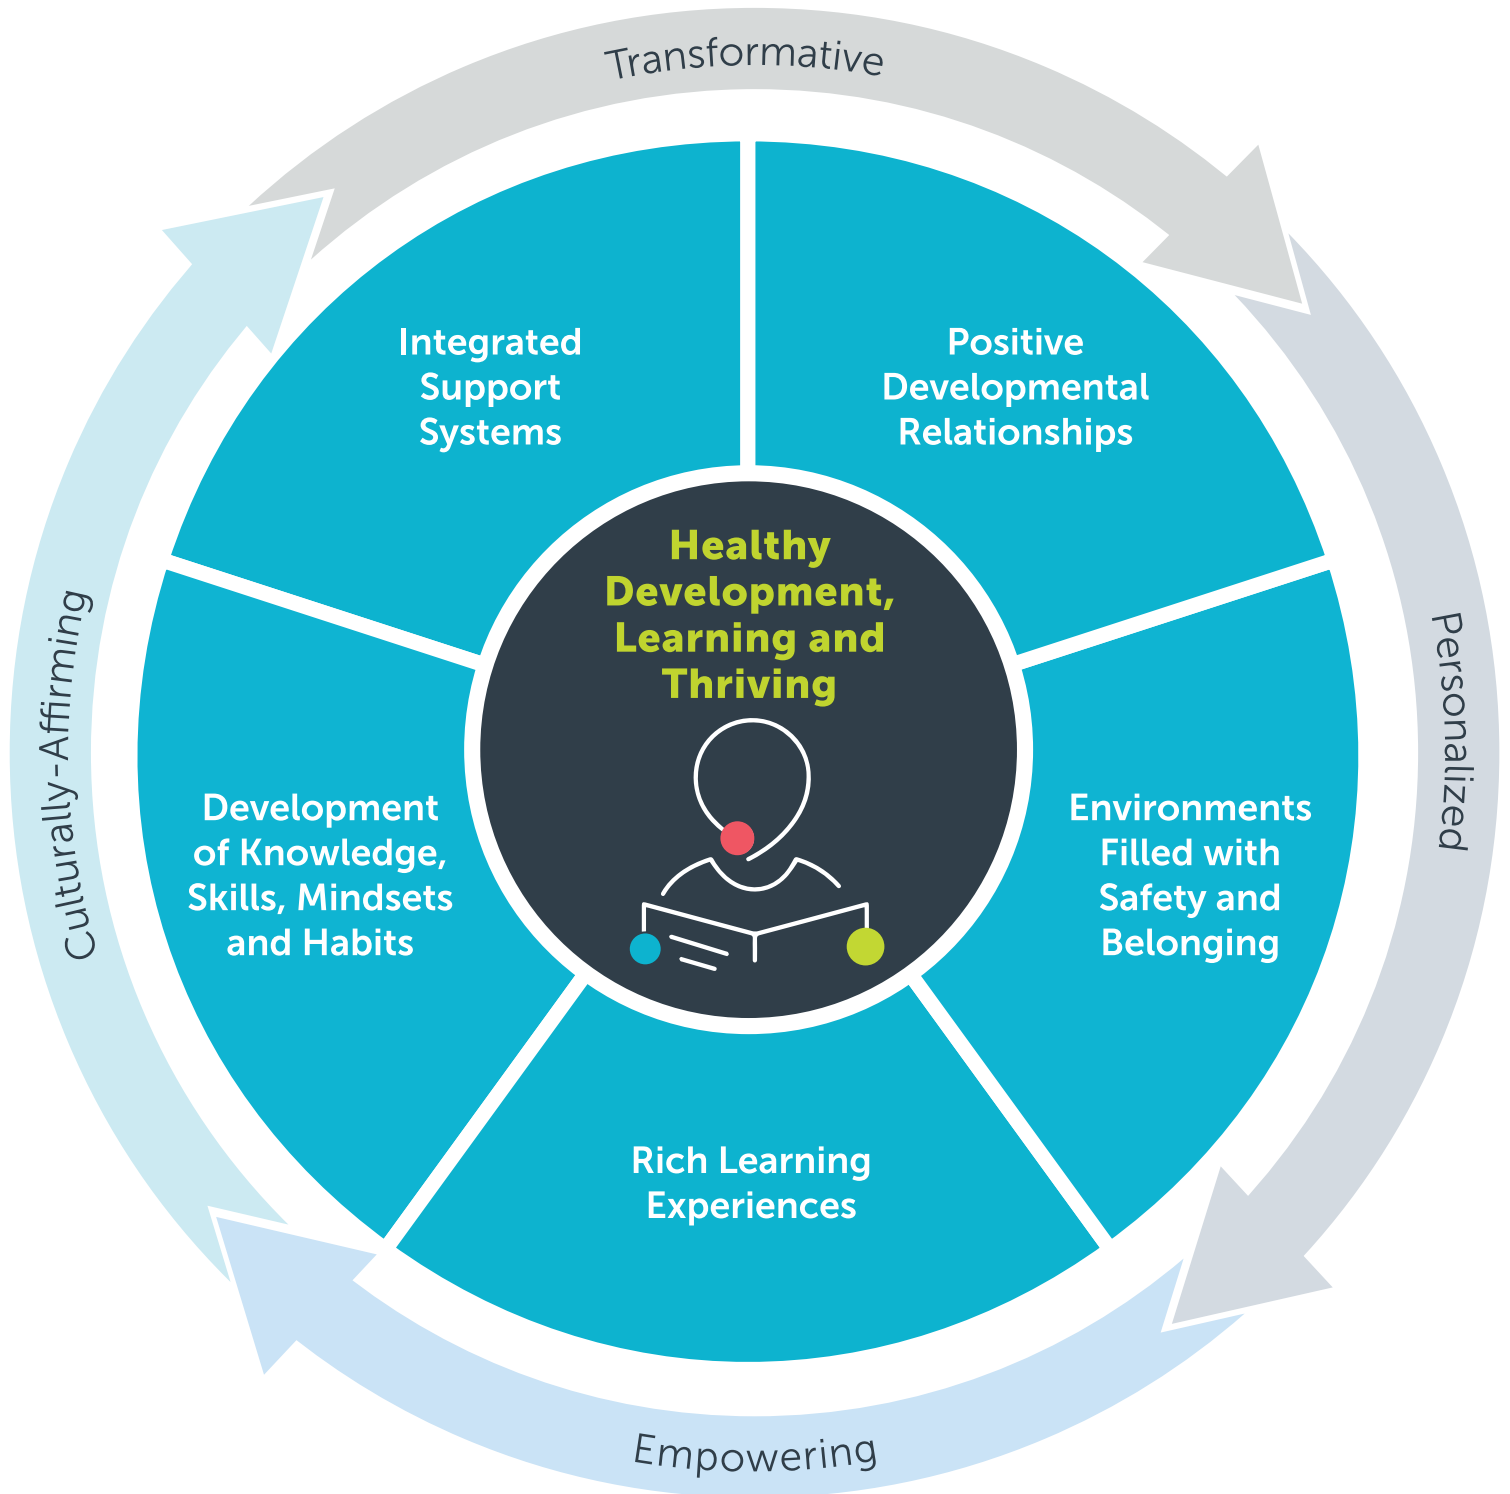 Transformative
Integrated
Support
Systems
Positive
Developmental
Relationships
Healthy
Development,
Learning and
Thriving
Culturally-Affirming
Personalized
Development
of Knowledge,
Skills, Mindsets
and Habits
Environments
Filled with
Safety and
Belonging
Rich Learning
Experiences
Empowering